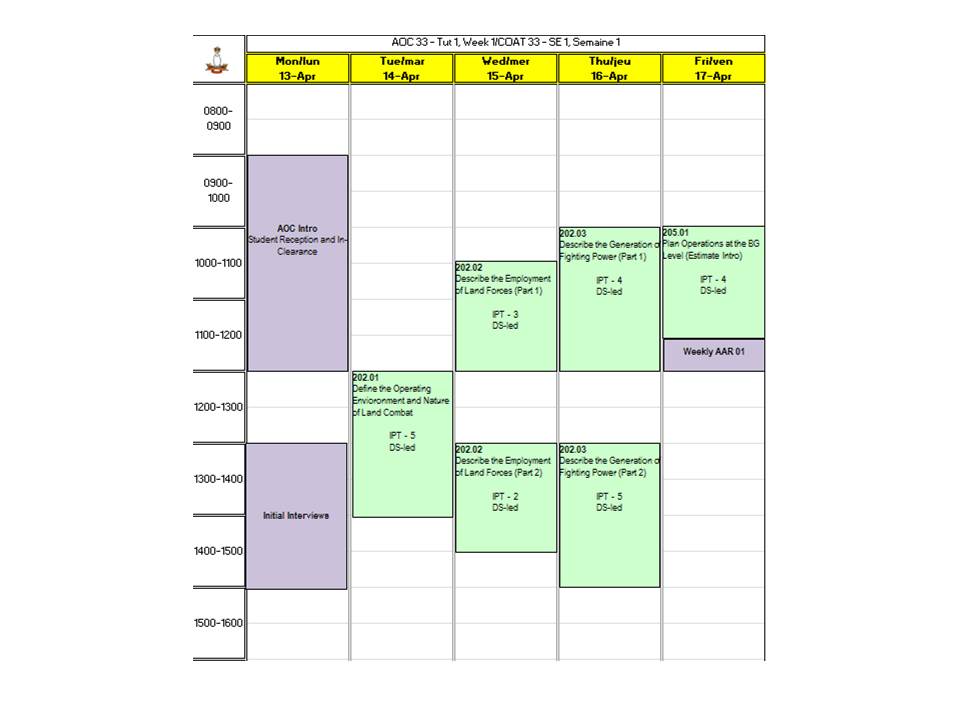 AOC 33 - Tut 1, Week 1/COAT 33 - SE 1, Semaine 1
Mon/lun
13-Apr
Tue/mar
14-Apr
Wed/mer
15-Apr
Thu/jeu
16-Apr
Fri/ven
17-Apr
0800-
0900
0900-
1000
1000-1100
1100-1200
1200-1300
1300-1400
1400-1500
1500-1600
AOC Intro
Student Reception and In-
Clearance
Initial Interviews
202.01
Define the Operating
Envioronment and Nature
of Land Combat
IPT - 5
DS-led
202.02
Describe the Employment
of Land Forces (Part 1)
IPT - 3
DS-led
202.02
Describe the Employment
of Land Forces (Part 2)
IPT - 2
DS-led
202.03
Describe the Generation o
Fighting Power (Part 1)
IPT - 4
DS-led
202.03
Describe the Generation o
Fighting Power (Part 2)
IPT - 5
DS-led
205.01
Plan Operations at the BG
Level (Estimate Intro)
IPT - 4
DS-led
Weekly AAR 01